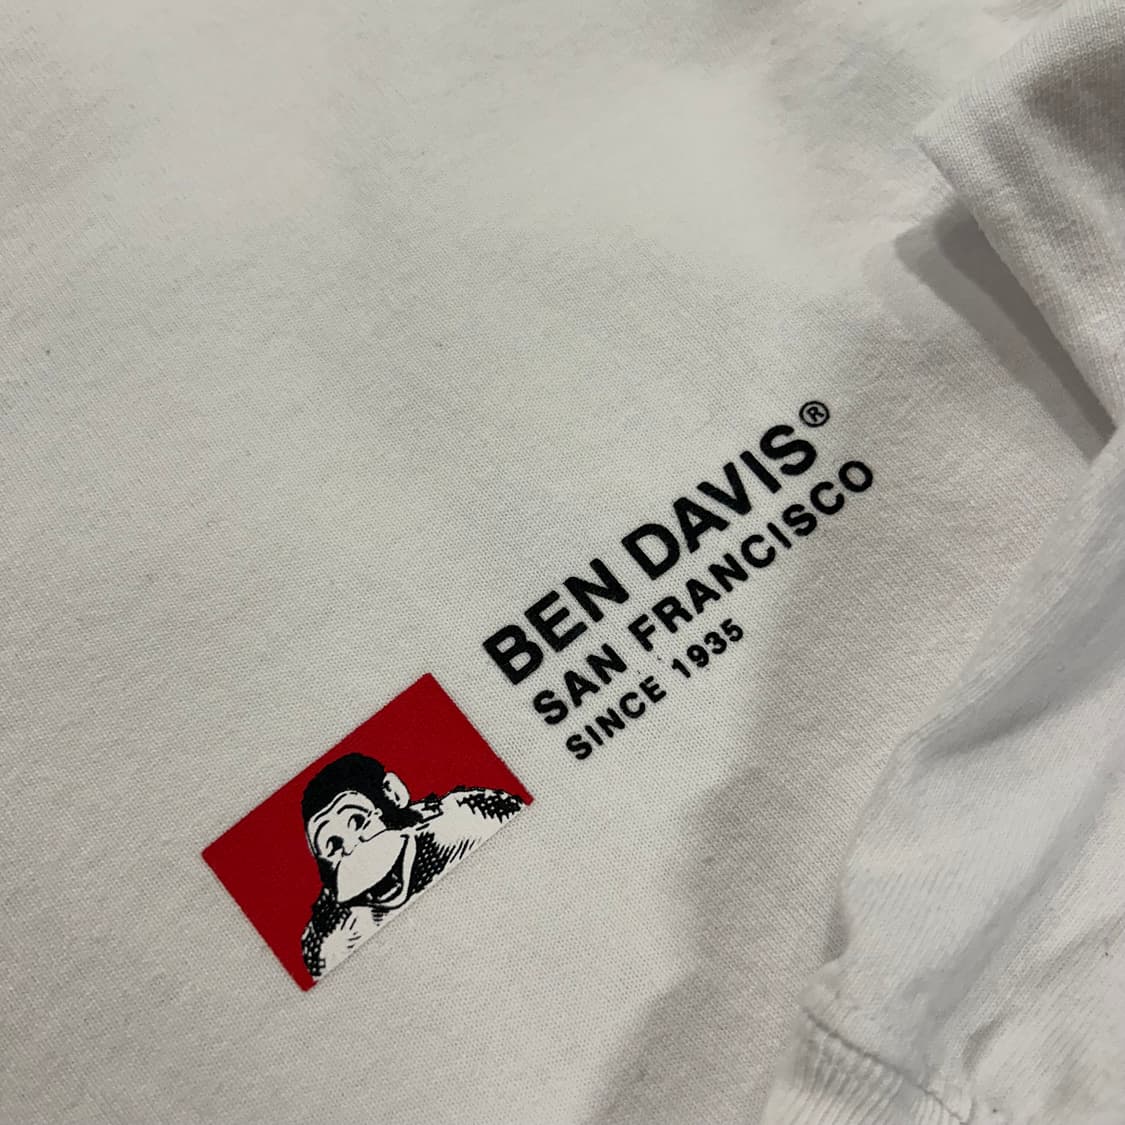 BEN DAVIS®
SAN FRANCISCO
SINCE 1935